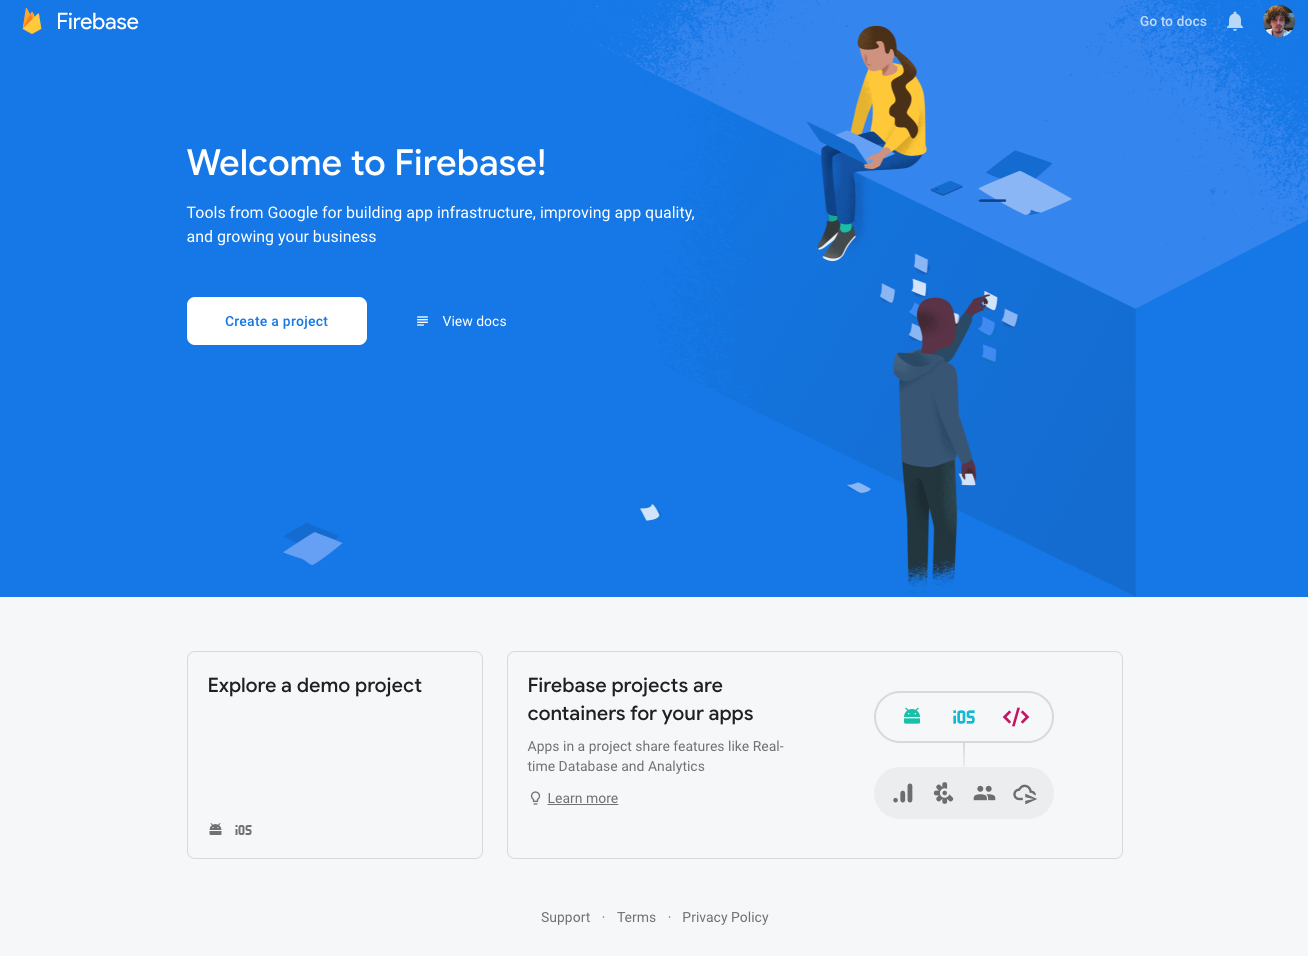 Firebase
Go to docs
Welcome to Firebase!
Tools from Google for building app infrastructure, improving app quality,
and growing your business
Create a project
View docs
Explore a demo project
iOS
Firebase projects are
containers for your apps
Apps in a project share features like Real-
time Database and Analytics
Learn more
iOS </>
Support · Terms · Privacy Policy